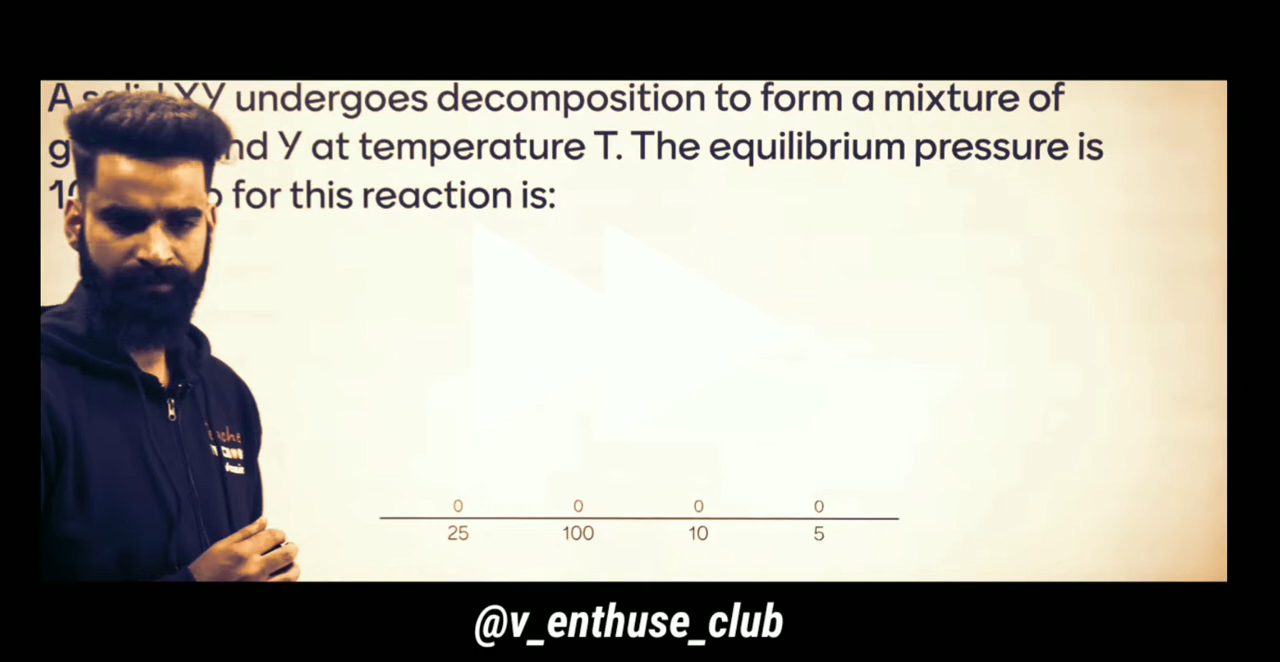 A XY undergoes decomposition to form a mixture of
Y at temperature T. The equilibrium pressure is
for this reaction is:
0 0 0 0
25 100 10 5
@v_enthuse_club